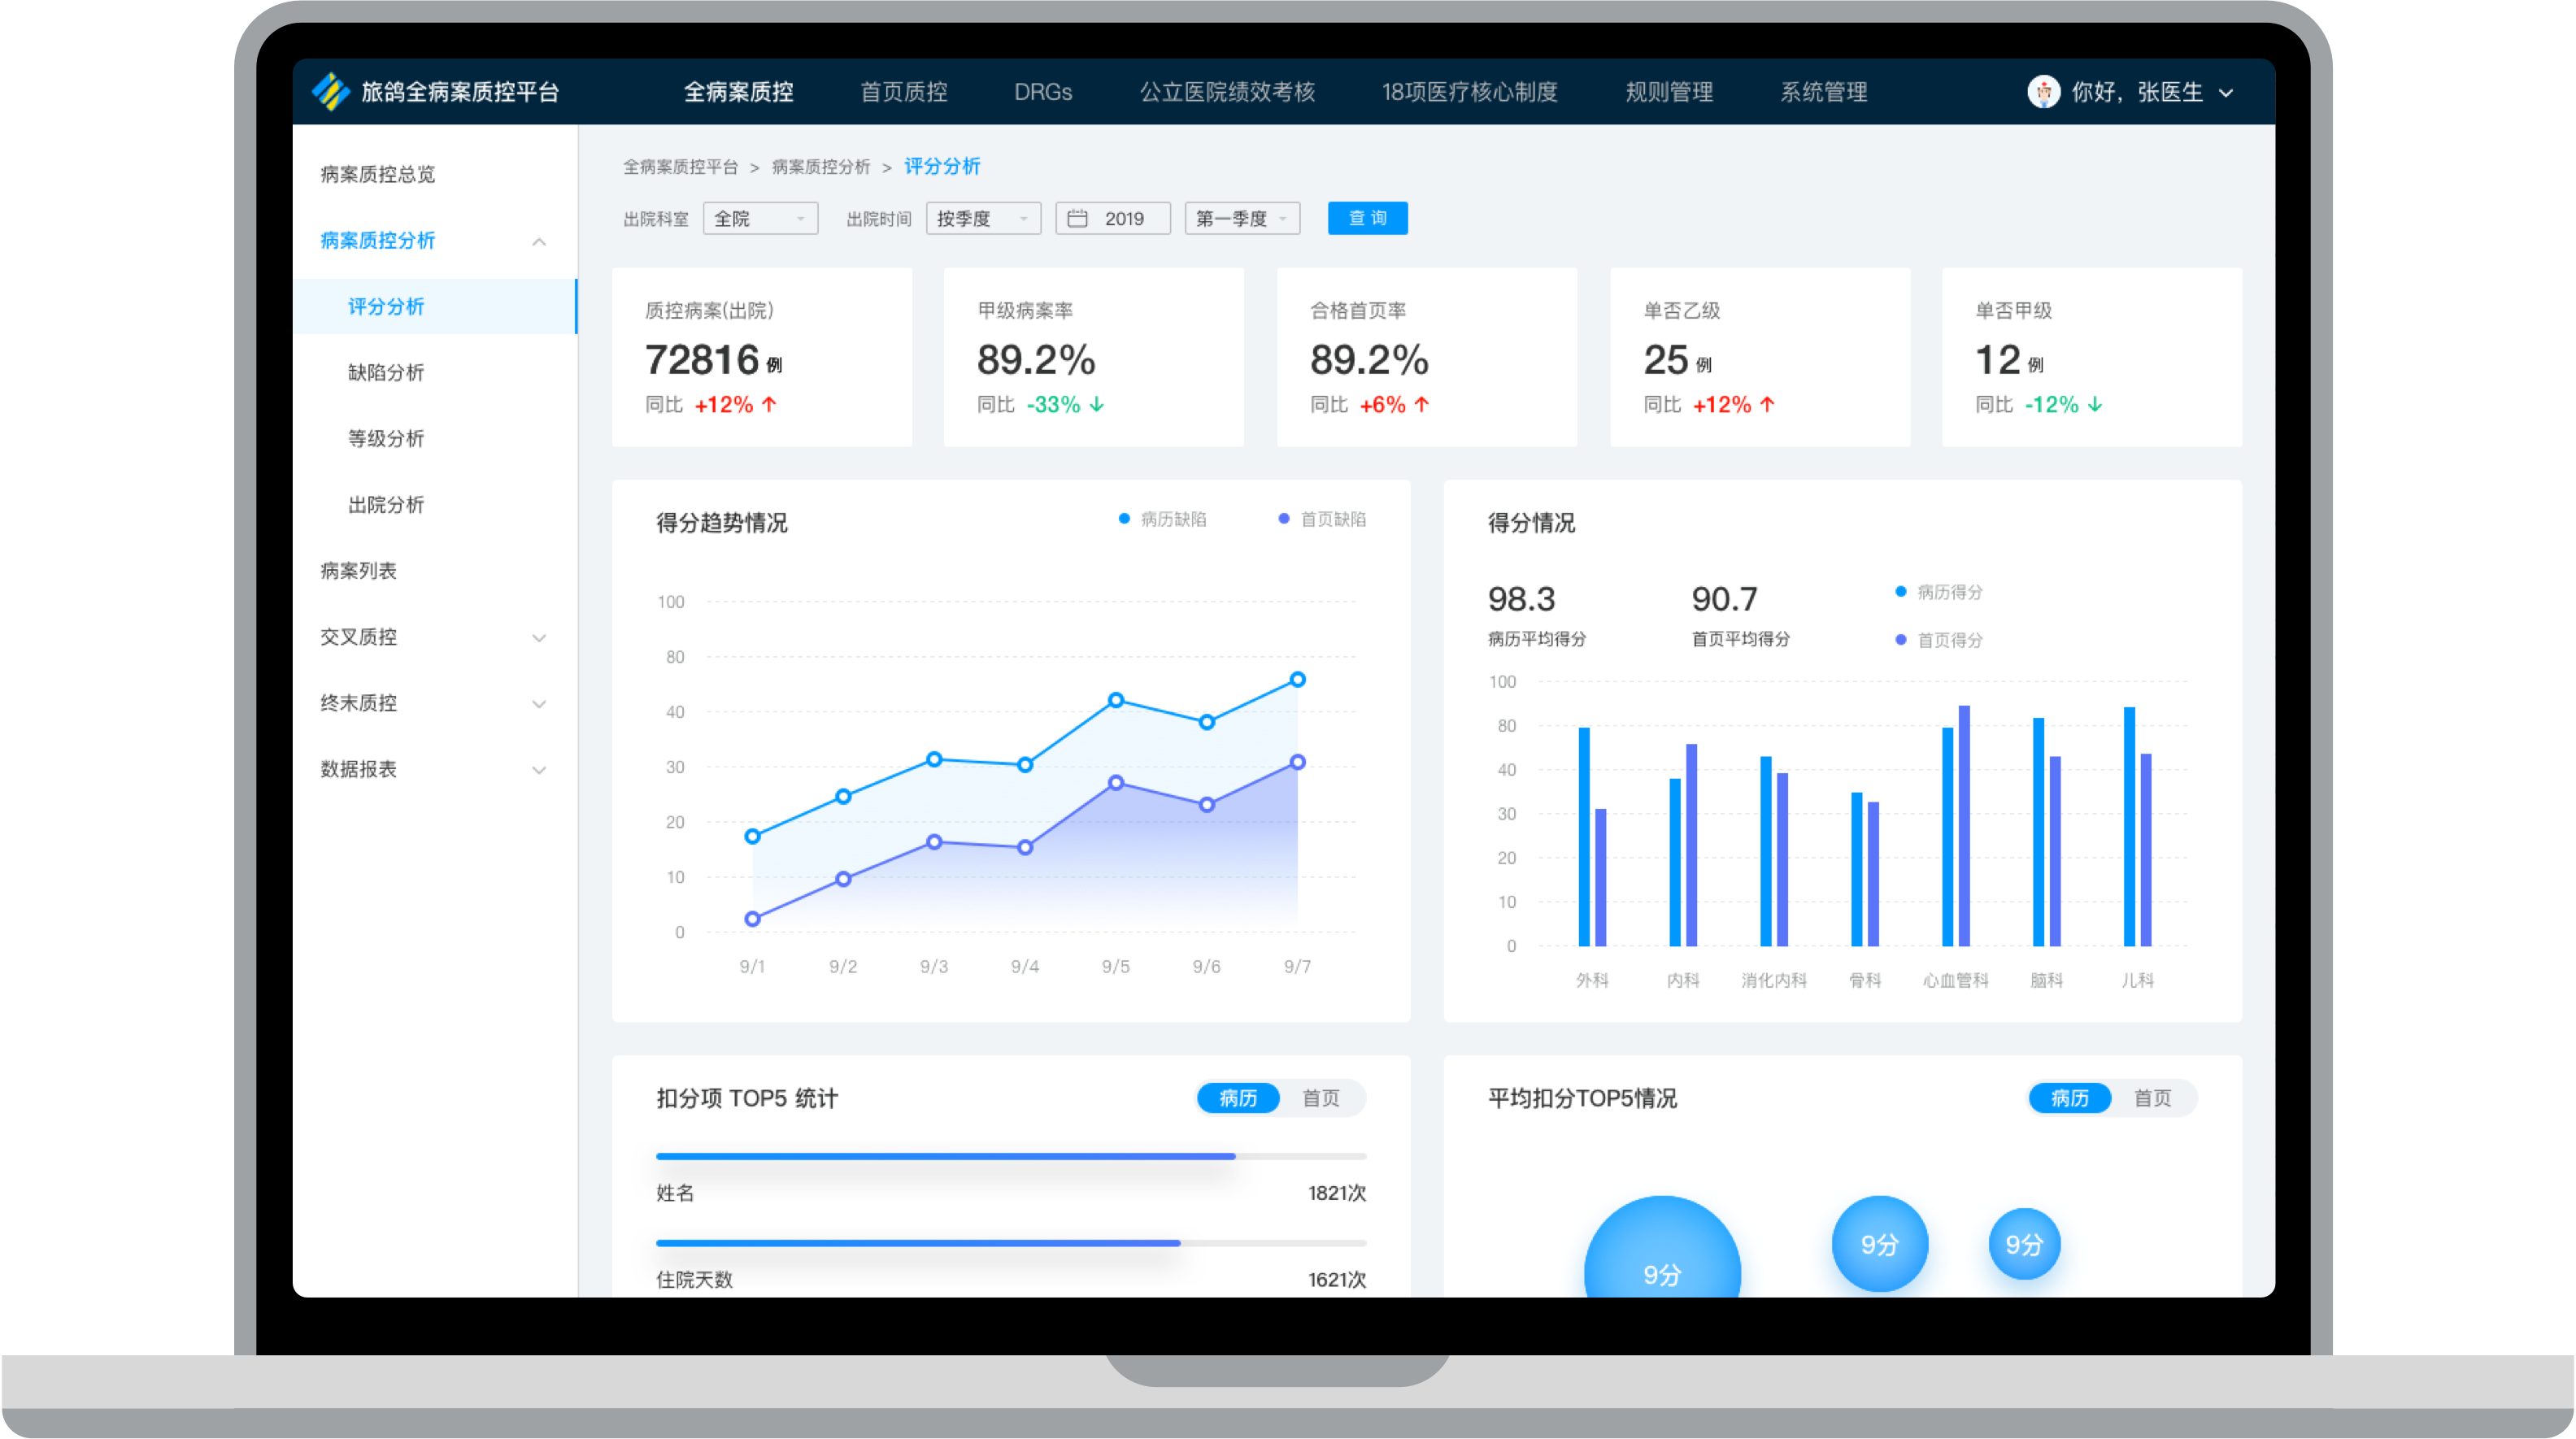 旅鸽全病案质控平台 全病案质控 首页质控 DRGs 公立医院绩效考核 18项医疗核心制度 规则管理 系统管理 你好，张医生
病案质控总览
病案质控分析
评分分析
缺陷分析
等级分析
出院分析
病案列表
交叉质控
终末质控
数据报表
全病案质控平台 > 病案质控分析 > 评分分析
出院科室 全院 出院时间 按季度 2019 第一季度 查询
质控病案(出院)
72816 例
同比 +12% ↑
甲级病案率
89.2%
同比 -33% ↓
合格首页率
89.2%
同比 +6% ↑
单否乙级
25 例
同比 +12% ↑
单否甲级
12 例
同比 -12% ↓
得分趋势情况 病历缺陷 首页缺陷
100
80
40
30
20
10
0
9/1 9/2 9/3 9/4 9/5 9/6 9/7
得分情况
98.3 90.7 病历得分
病历平均得分 首页平均得分 首页得分
100
80
40
30
20
10
0
外科 内科 消化内科 骨科 心血管科 脑科 儿科
扣分项 TOP5 统计 病历 首页
姓名 1821次
住院天数 1621次
平均扣分TOP5情况 病历 首页
9分 9分 9分